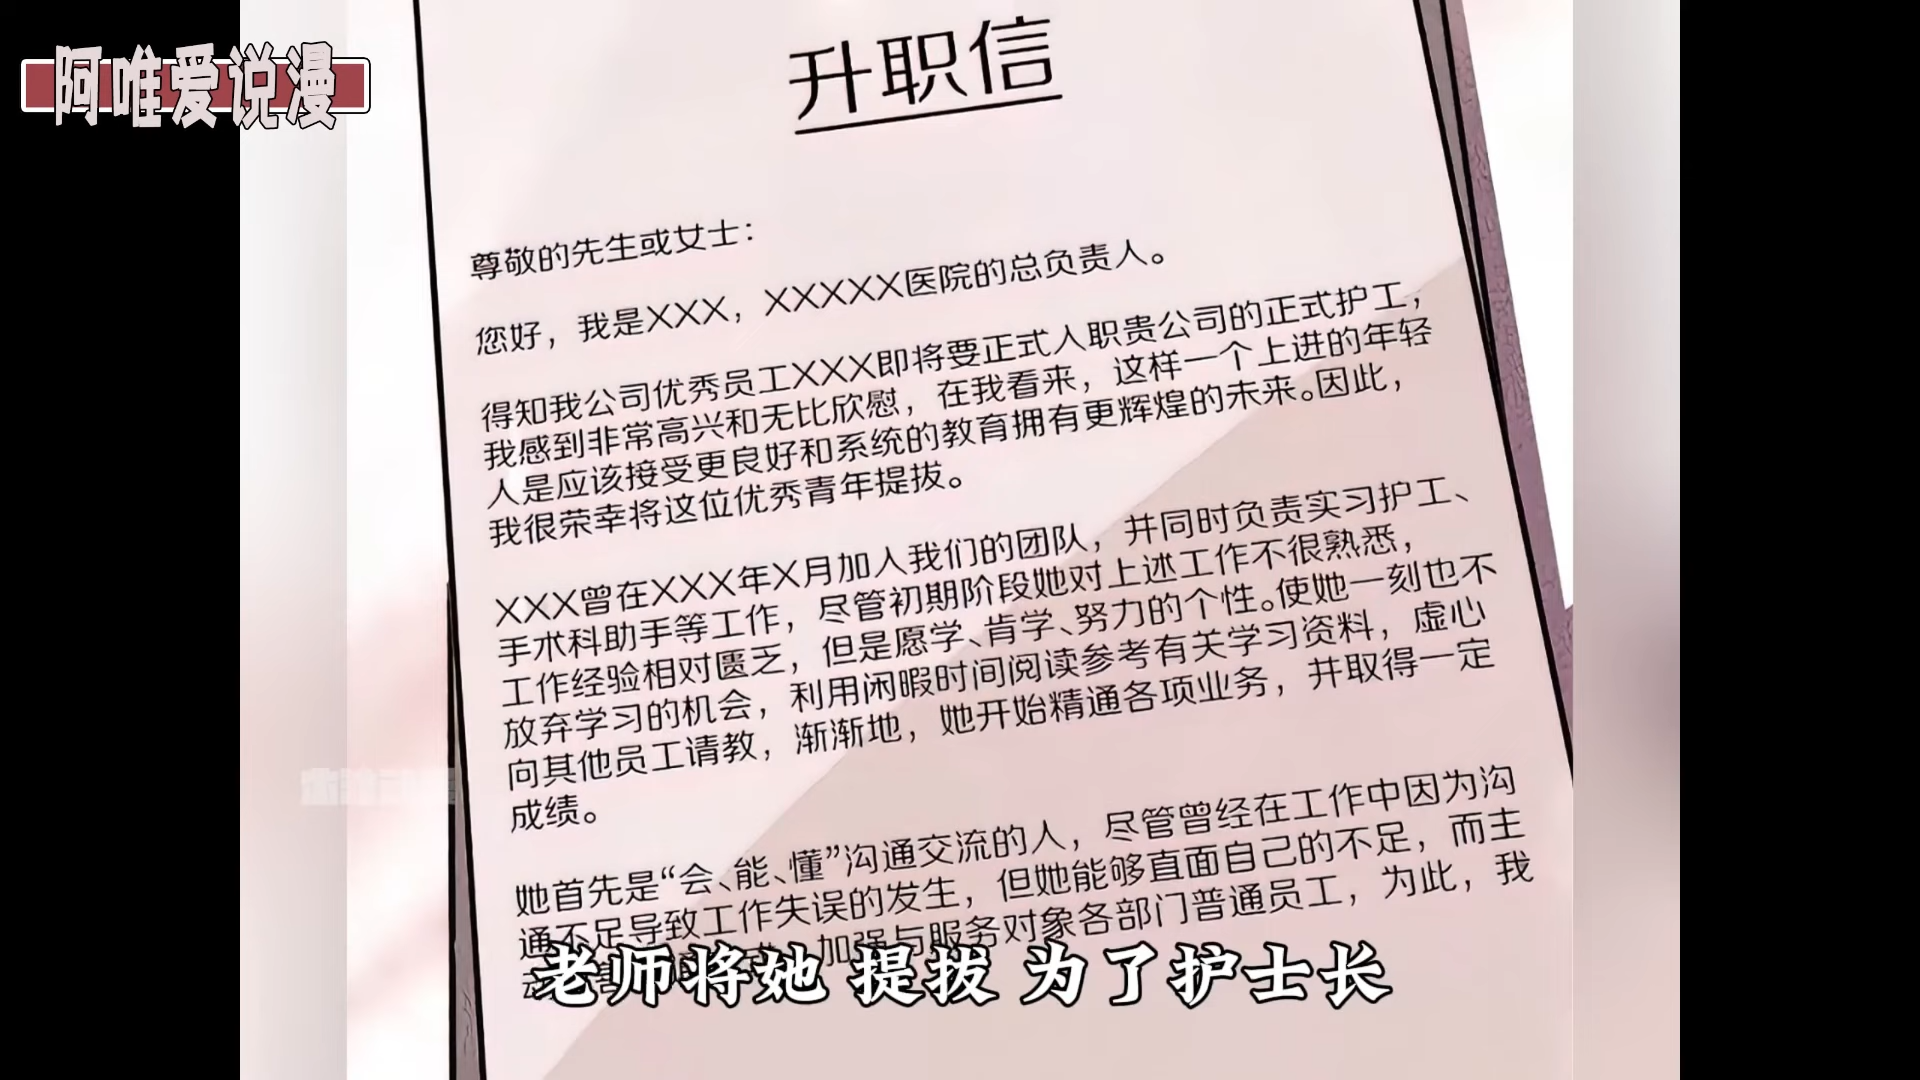 阿唯爱说漫
升职信
尊敬的先生或女士：
您好，我是XXX，XXXXX医院的总负责人。
得知我公司优秀员工XXX即将要正式入职贵公司的正式护工，
我感到非常高兴和无比欣慰，在我看来，这样一个上进的年轻
人是应该接受更良好和系统的教育拥有更辉煌的未来。因此，
我很荣幸将这位优秀青年提拔。
XXX曾在XXX年X月加入我们的团队，并同时负责实习护工、
手术科助手等工作，尽管初期阶段她对上述工作不很熟悉，
工作经验相对匮乏，但是愿学、肯学、努力的个性。使她一刻也不
放弃学习的机会，利用闲暇时间阅读参考有关学习资料，虚心
向其他员工请教，渐渐地，她开始精通各项业务，并取得一定
成绩。
她首先是“会、能、懂”沟通交流的人，尽管曾经在工作中因为沟
通不足导致工作失误的发生，但她能够直面自己的不足，而主
加强与服务对象各部门普通员工，为此，我
老师将她 提拔 为了护士长